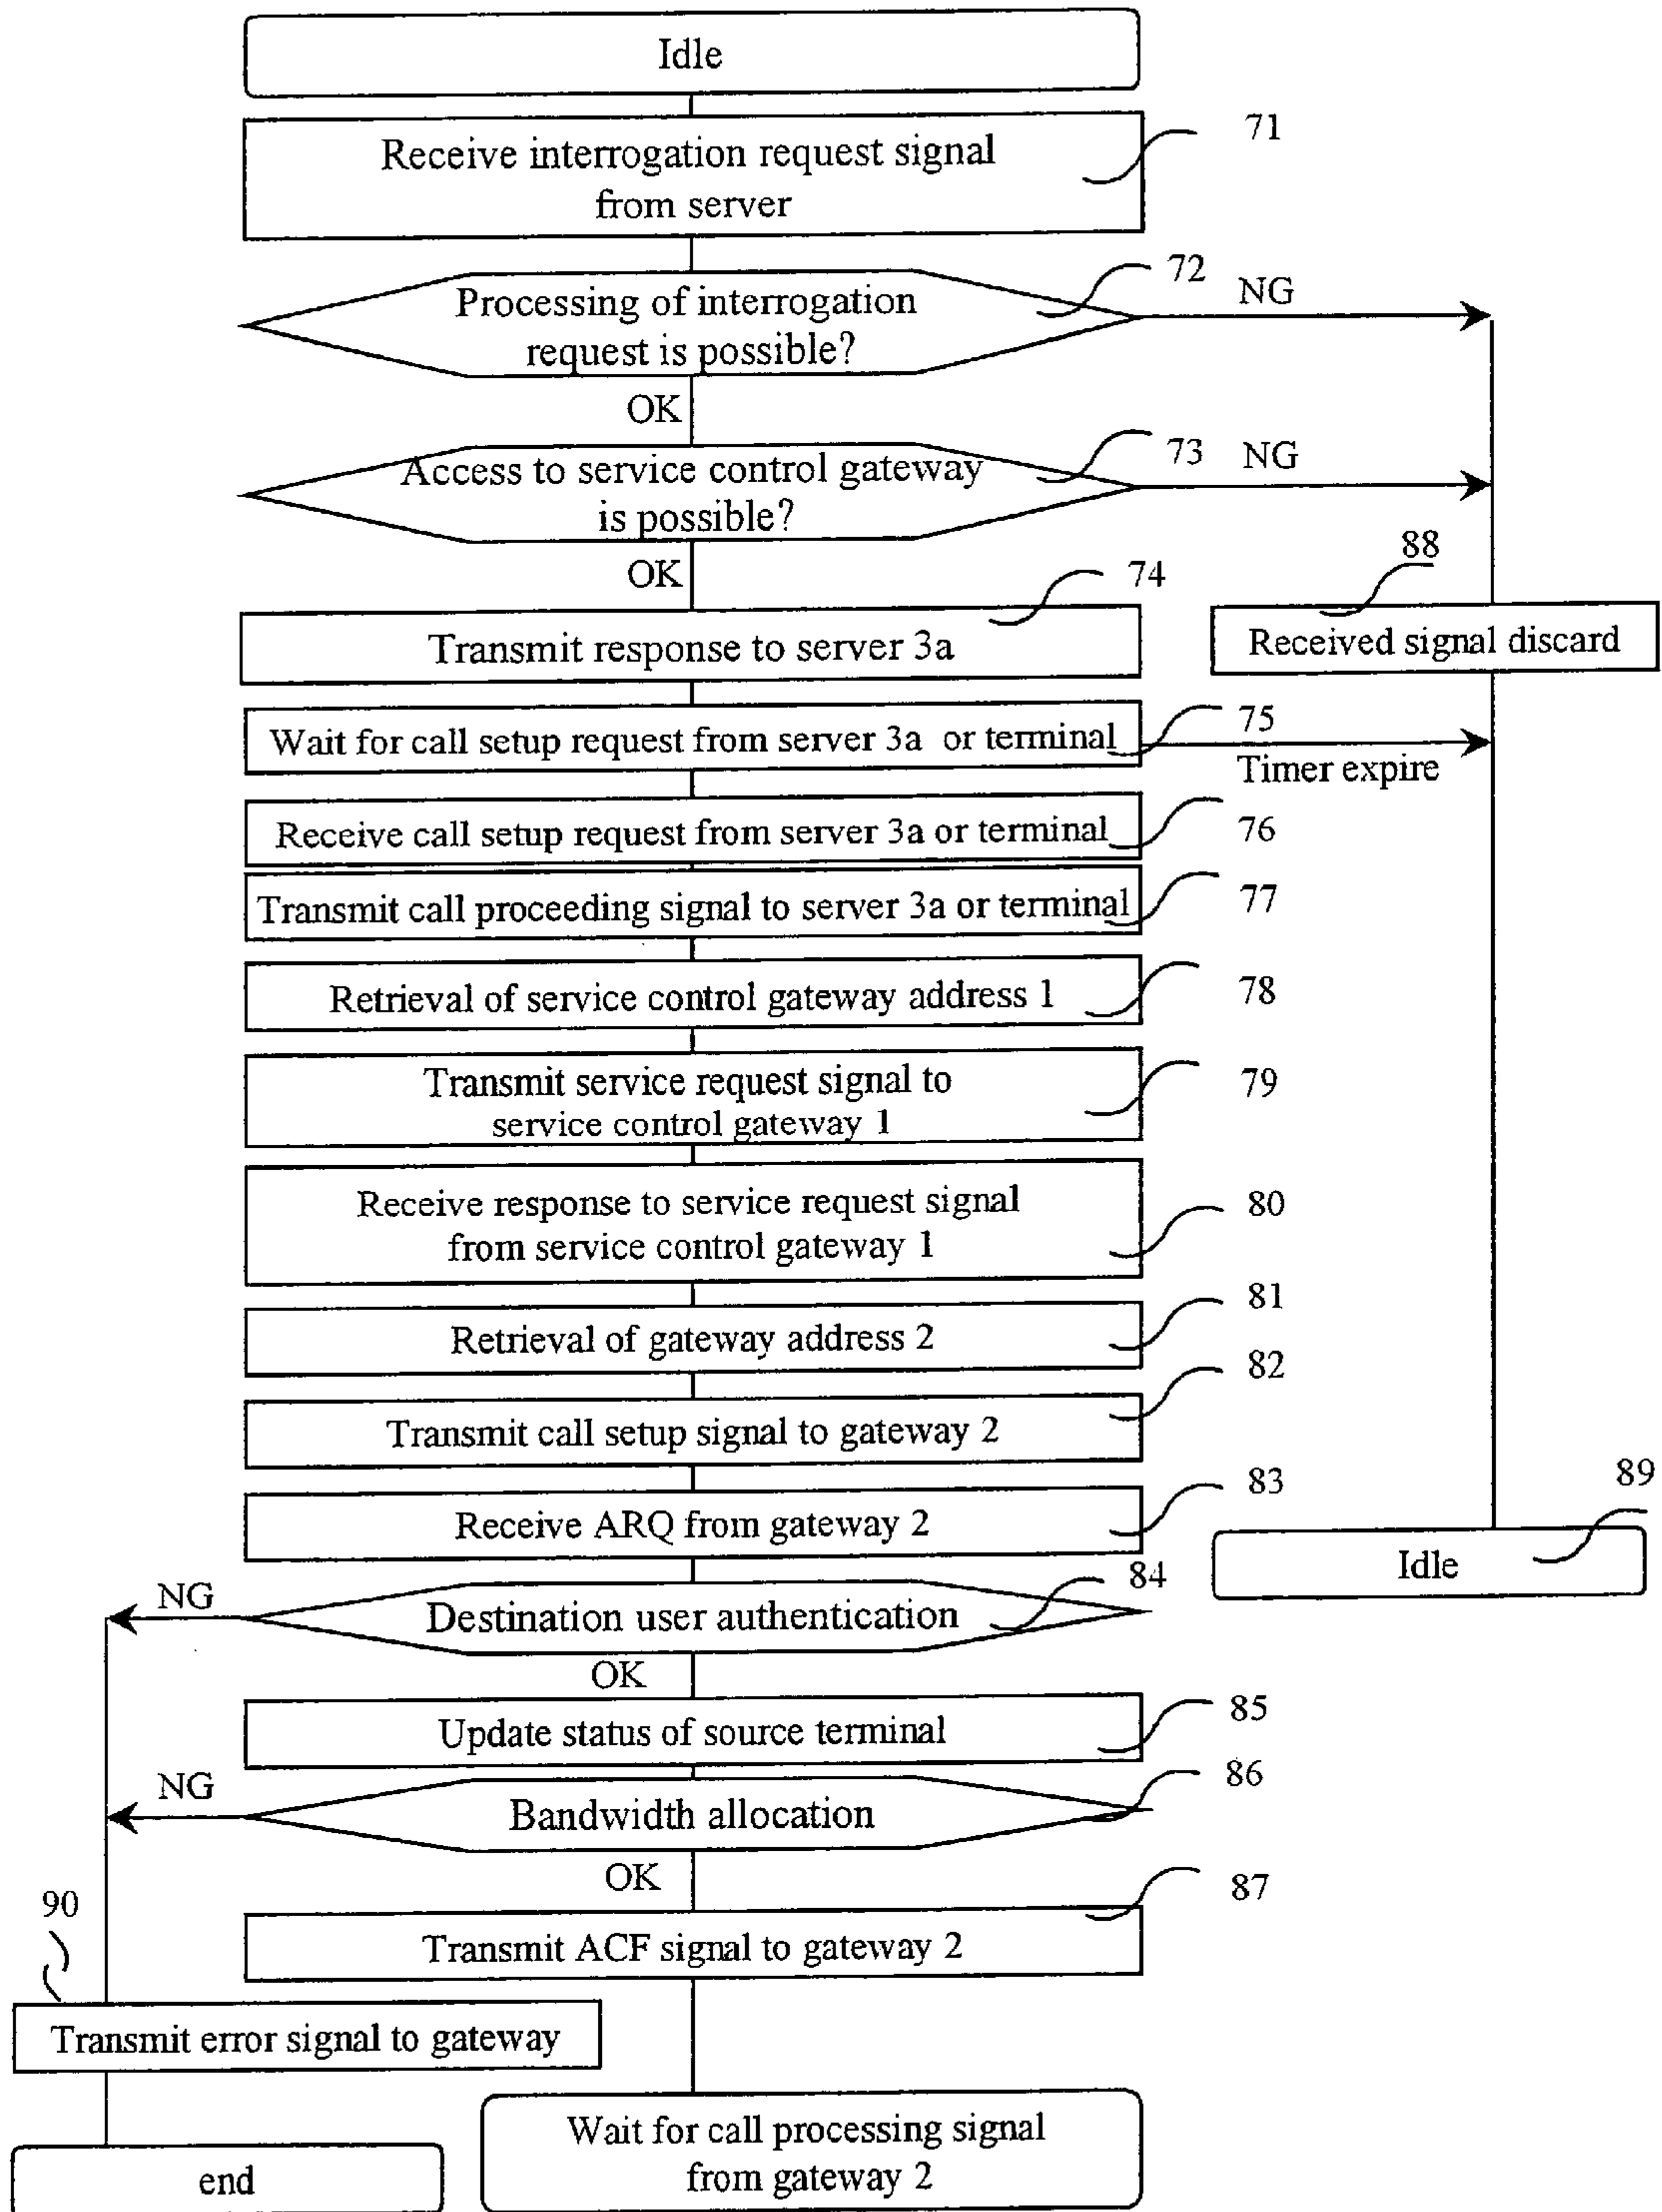 Idle
Receive interrogation request signal
from server
71
Processing of interrogation
request is possible?
72
NG
OK
Access to service control gateway
is possible?
73
NG
OK
74
Transmit response to server 3a
88
Received signal discard
Wait for call setup request from server 3a or terminal
75
Timer expire
Receive call setup request from server 3a or terminal
76
Transmit call proceeding signal to server 3a or terminal
77
Retrieval of service control gateway address 1
78
Transmit service request signal to
service control gateway 1
79
Receive response to service request signal
from service control gateway 1
80
Retrieval of gateway address 2
81
Transmit call setup signal to gateway 2
82
Receive ARQ from gateway 2
83
89
Idle
NG
Destination user authentication
84
OK
Update status of source terminal
85
NG
Bandwidth allocation
86
OK
Transmit ACF signal to gateway 2
87
90
Transmit error signal to gateway
end
Wait for call processing signal
from gateway 2